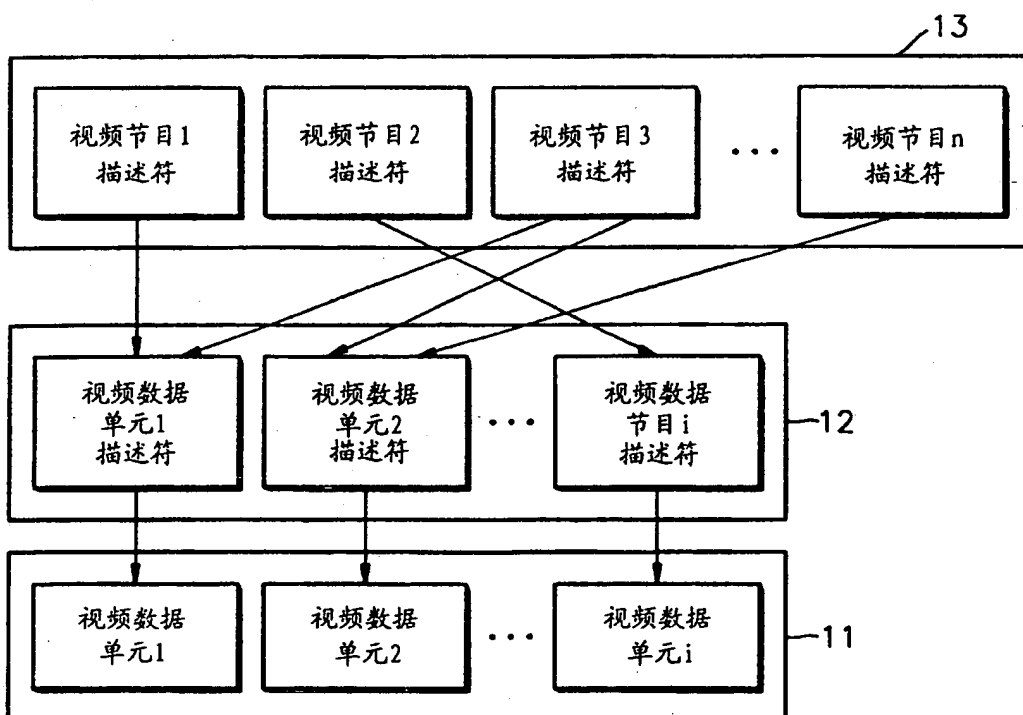 13
视频节目1
描述符
视频节目2
描述符
视频节目3
描述符
...
视频节目n
描述符
视频数据
单元1
描述符
视频数据
单元2
描述符
...
视频数据
节目i
描述符
12
视频数据
单元1
视频数据
单元2
...
视频数据
单元i
11